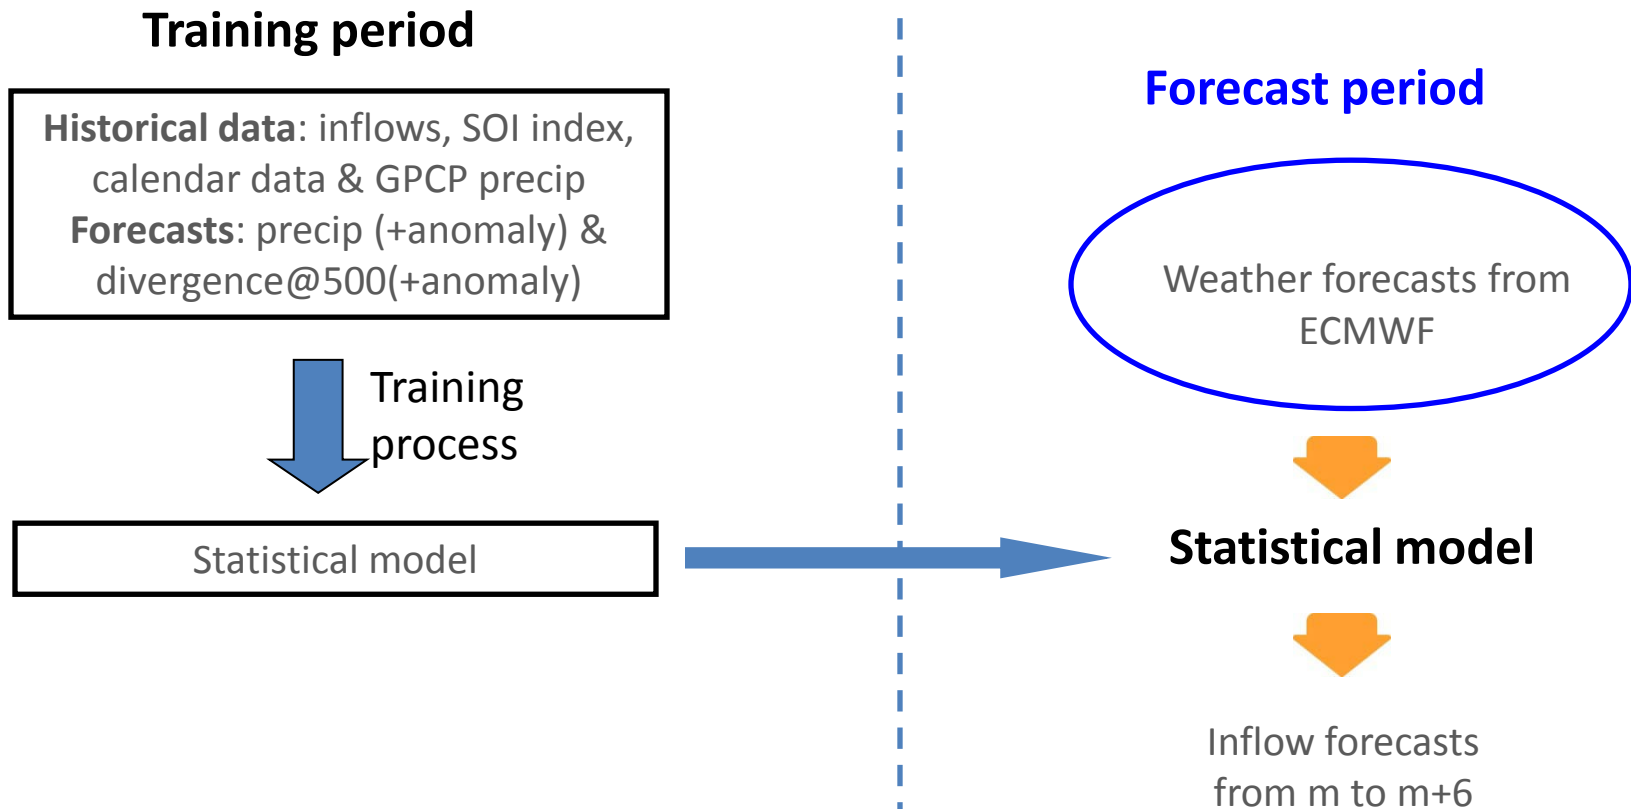 Training period
Historical data: inflows, SOI index,
calendar data & GPCP precip
Forecasts: precip (+anomaly) &
divergence@500(+anomaly)
Training
process
Statistical model
Forecast period
Weather forecasts from
ECMWF
Statistical model
Inflow forecasts
from m to m+6